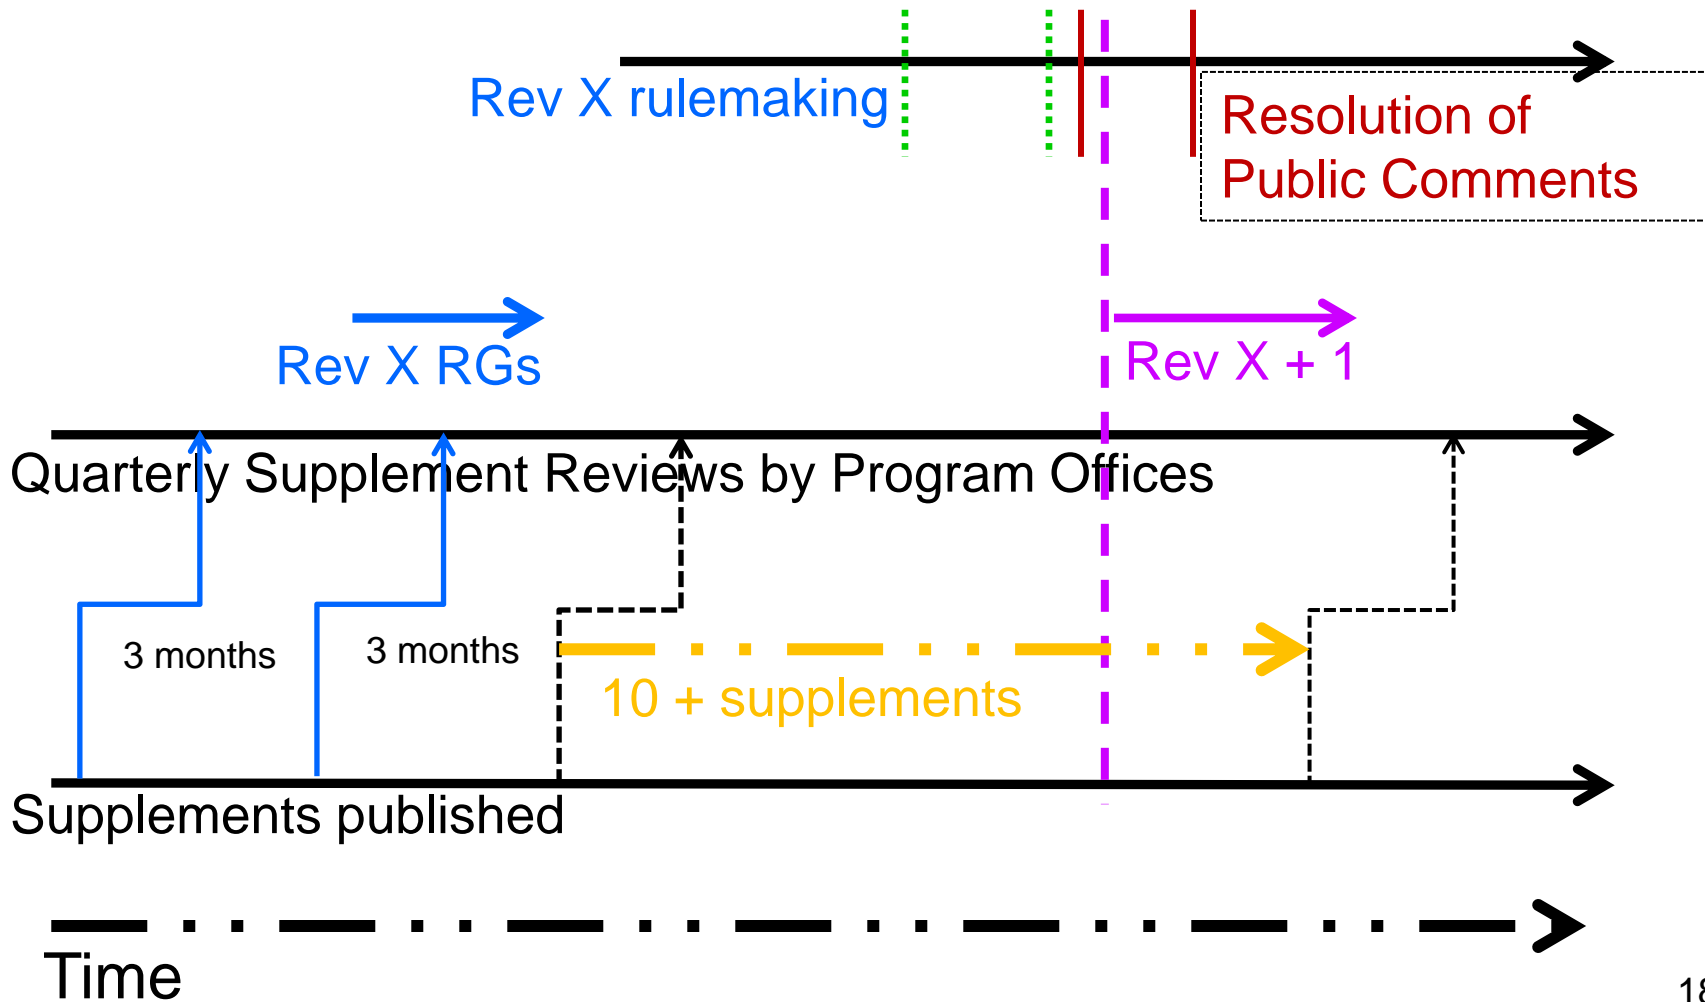 Rev X rulemaking
Resolution of
Public Comments
Rev X RGs
Rev X + 1
Quarterly Supplement Reviews by Program Offices
3 months
3 months
10 + supplements
Supplements published
Time
18